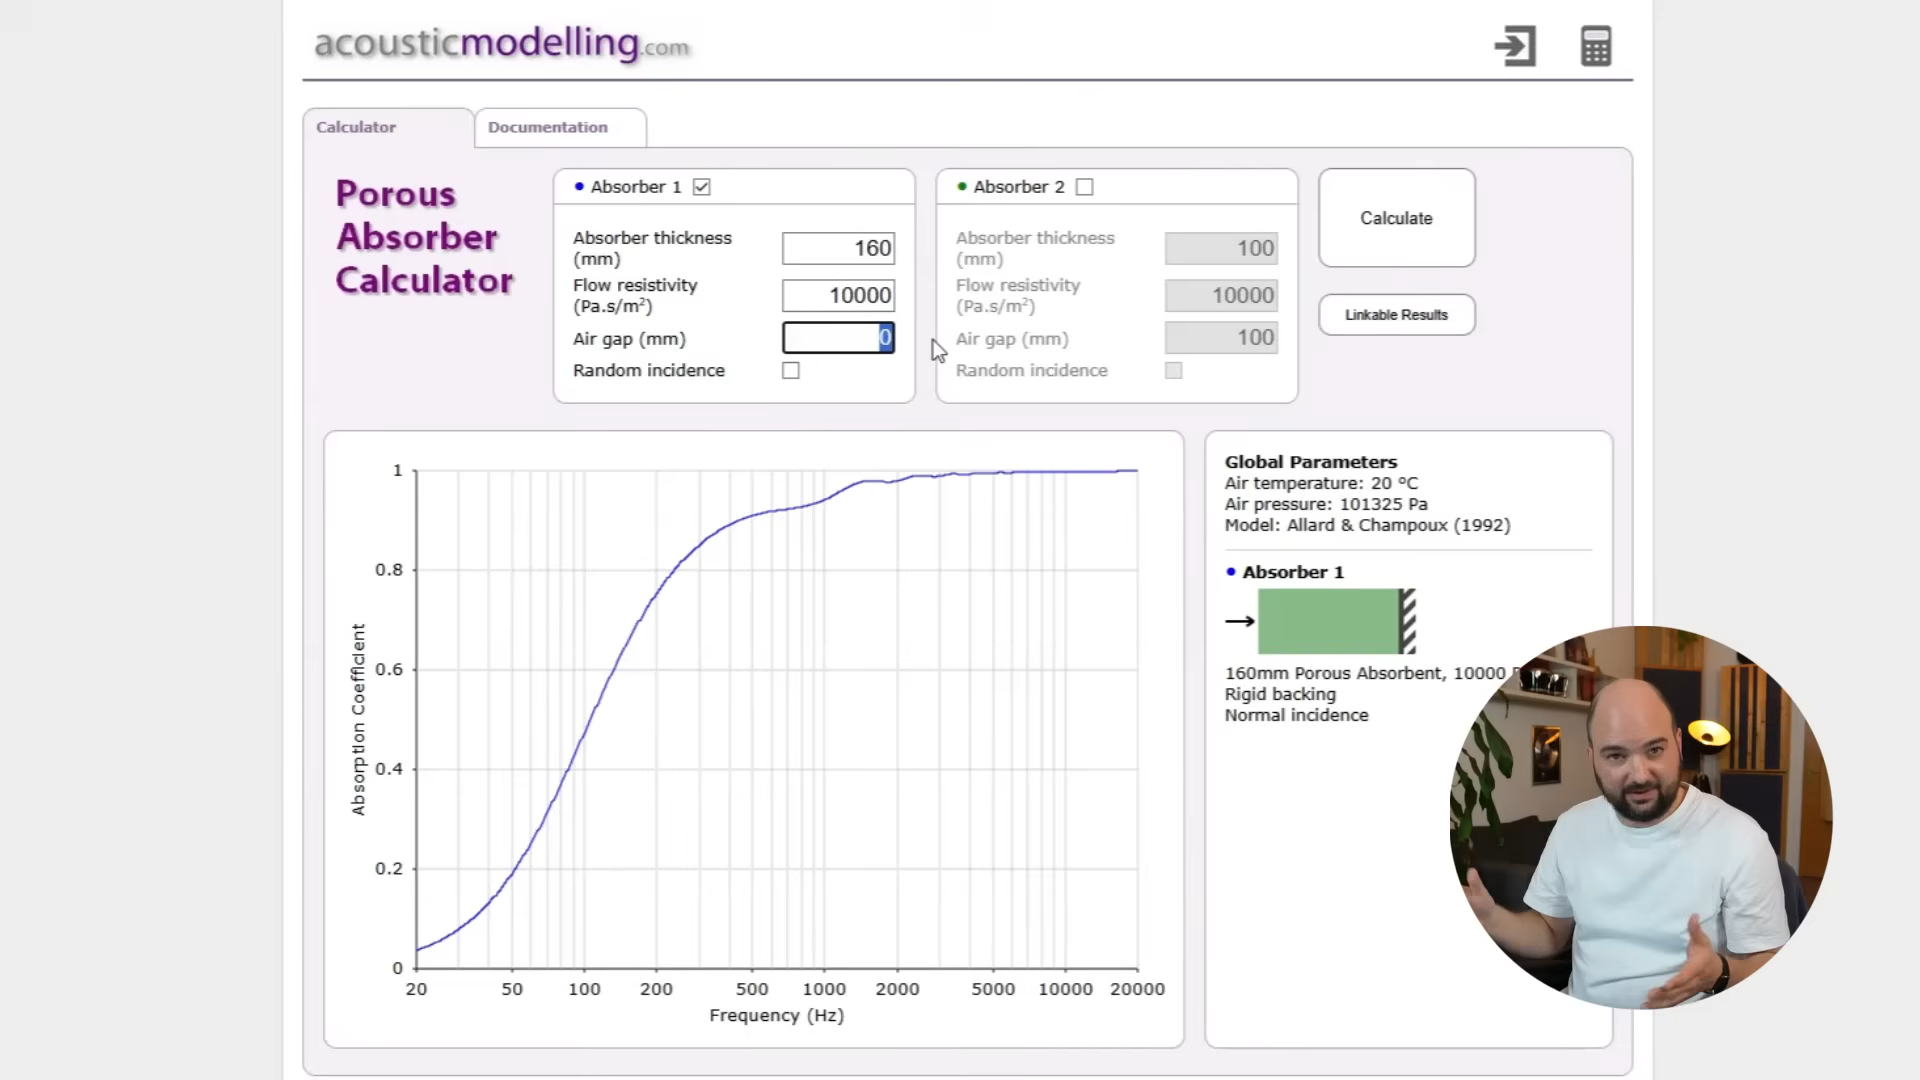 acousticmodelling.com
Calculator
Documentation
Porous
Absorber
Calculator
Absorber 1
Absorber thickness
(mm)
160
Flow resistivity
(Pa.s/m²)
10000
Air gap (mm)
0
Random incidence
Absorber 2
Absorber thickness
(mm)
100
Flow resistivity
(Pa.s/m²)
10000
Air gap (mm)
100
Random incidence
Calculate
Linkable Results
Absorption Coefficient
1
0.8
0.6
0.4
0.2
0
20 50 100 200 500 1000 2000 5000 10000 20000
Frequency (Hz)
Global Parameters
Air temperature: 20 °C
Air pressure: 101325 Pa
Model: Allard & Champoux (1992)
Absorber 1
160mm Porous Absorbent, 10000
Rigid backing
Normal incidence